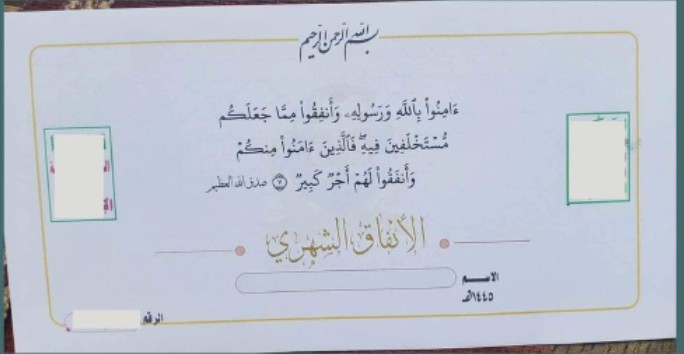 بسم الله الرحمن الرحيم
ءَامِنُوا۟ بِٱللَّهِ وَرَسُولِهِۦ وَأَنفِقُوا۟ مِمَّا جَعَلَكُم
مُّسْتَخْلَفِينَ فِيهِ ۖ فَٱلَّذِينَ ءَامَنُوا۟ مِنكُمْ
وَأَنفَقُوا۟ لَهُمْ أَجْرٌ كَبِيرٌ ۝٧ صدق الله العظيم
الأنفاق الشهري
الاسم
١٤٤٥هـ
الرقم